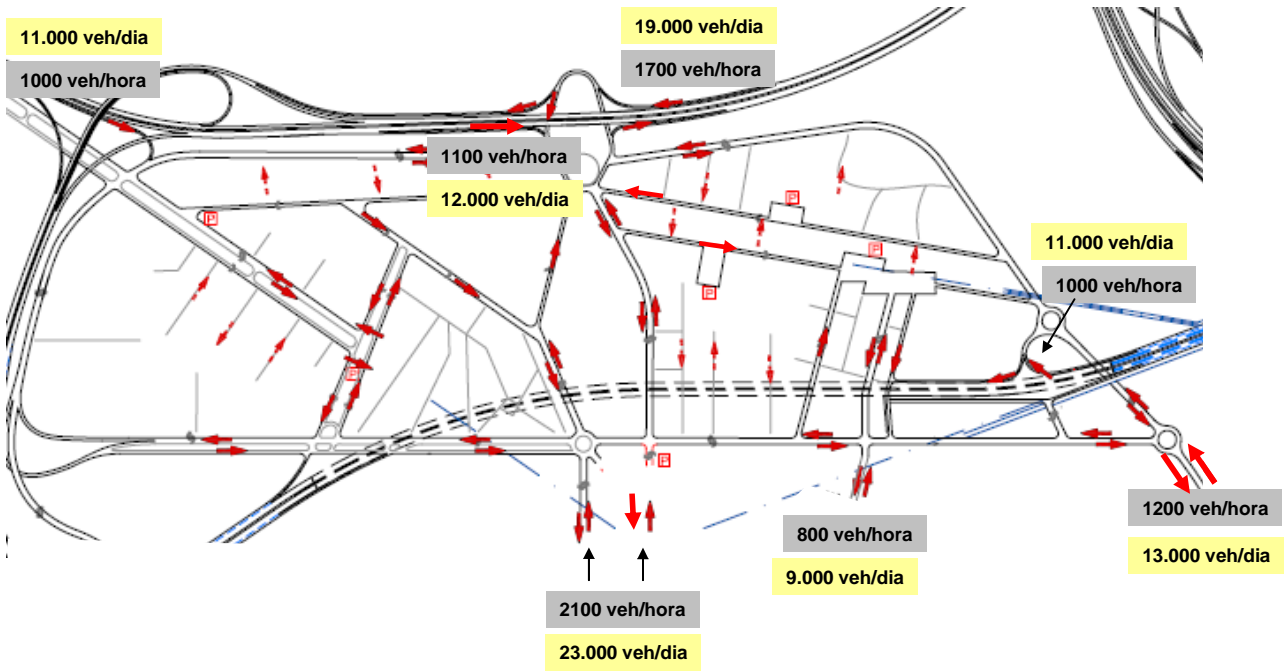 11.000 veh/dia
1000 veh/hora
19.000 veh/dia
1700 veh/hora
1100 veh/hora
12.000 veh/dia
P
P
P
P
11.000 veh/dia
1000 veh/hora
P
P
1200 veh/hora
13.000 veh/dia
800 veh/hora
9.000 veh/dia
2100 veh/hora
23.000 veh/dia